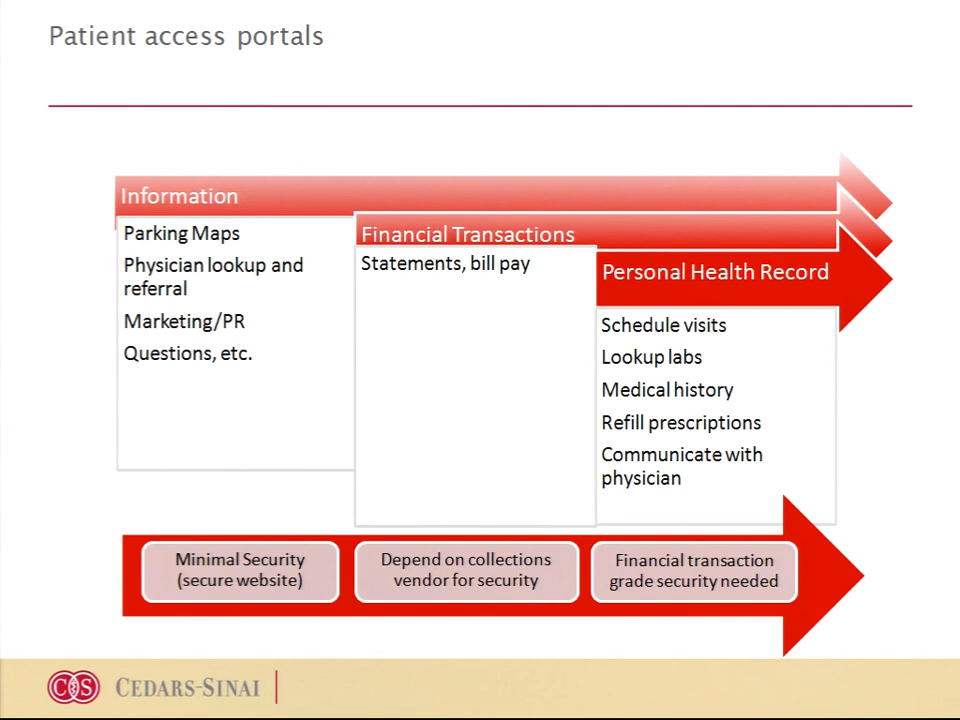 Patient access portals
Information
Parking Maps
Physician lookup and
referral
Marketing/PR
Questions, etc.
Financial Transactions
Statements, bill pay
Personal Health Record
Schedule visits
Lookup labs
Medical history
Refill prescriptions
Communicate with
physician
Minimal Security
(secure website)
Depend on collections
vendor for security
Financial transaction
grade security needed
CEDARS-SINAI